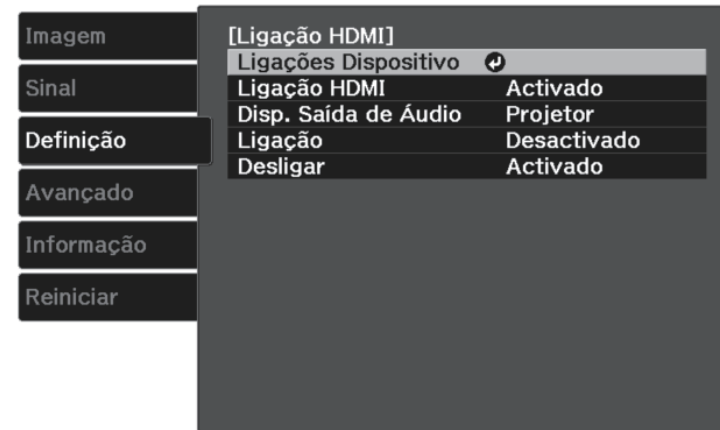 Imagem
Sinal
Definição
Avançado
Informação
Reiniciar
[Ligação HDMI]
Ligações Dispositivo
Ligação HDMI Activado
Disp. Saída de Áudio Projetor
Ligação Desactivado
Desligar Activado